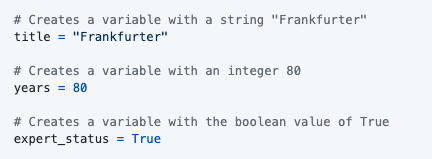 # Creates a variable with a string "Frankfurter"
title = "Frankfurter"
# Creates a variable with an integer 80
years = 80
# Creates a variable with the boolean value of True
expert_status = True